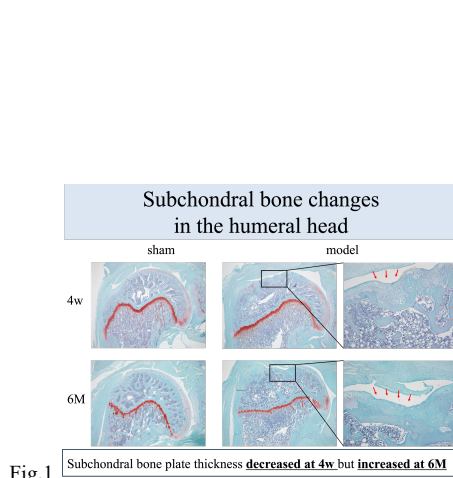 Subchondral bone changes
in the humeral head
sham model
4w
6M
Subchondral bone plate thickness decreased at 4w but increased at 6M
Fig.1